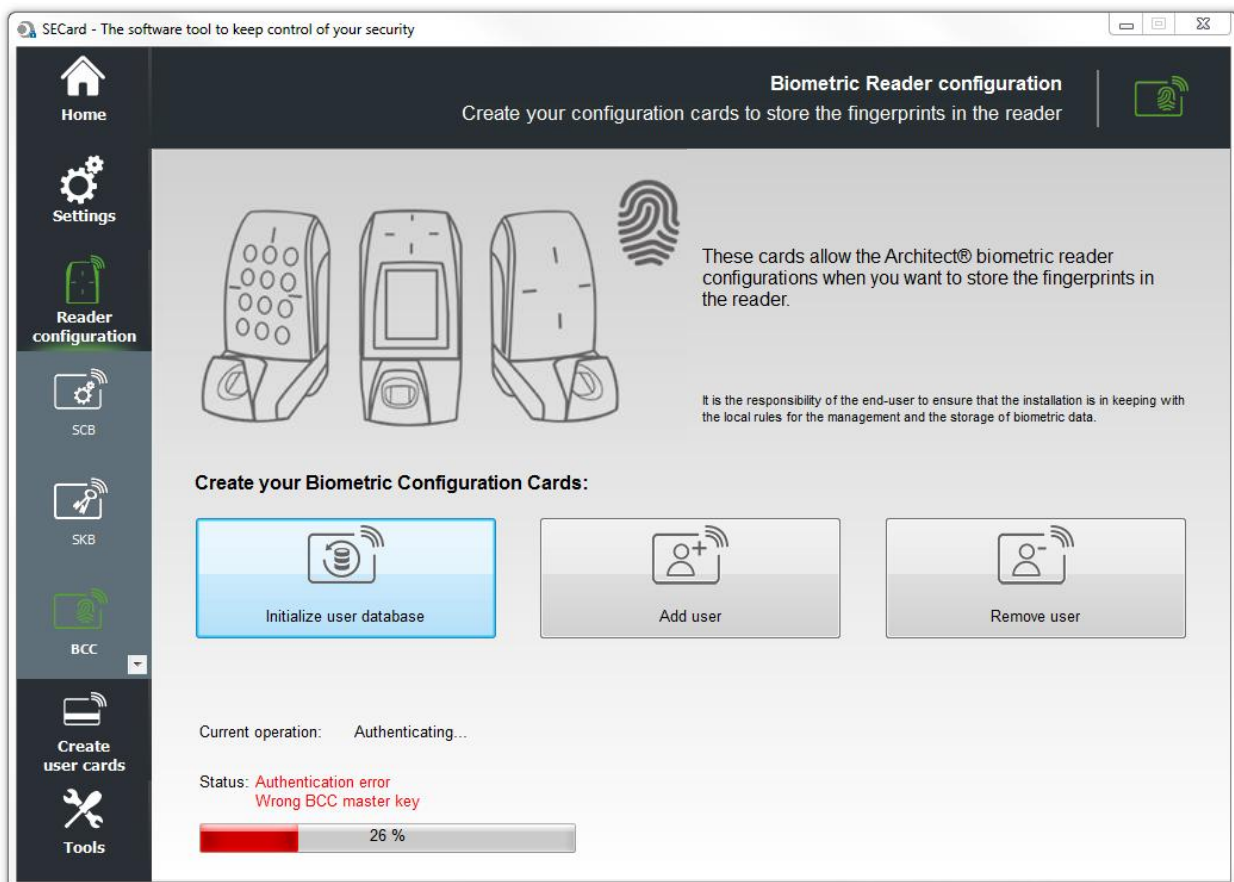 SECard - The software tool to keep control of your security
Home
Biometric Reader configuration
Create your configuration cards to store the fingerprints in the reader
Settings
Reader
configuration
SCB
SKB
BCC
Create
user cards
Tools
These cards allow the Architect® biometric reader
configurations when you want to store the fingerprints in
the reader.
It is the responsibility of the end-user to ensure that the installation is in keeping with
the local rules for the management and the storage of biometric data.
Create your Biometric Configuration Cards:
Initialize user database
Add user
Remove user
Current operation: Authenticating...
Status: Authentication error
Wrong BCC master key
26 %